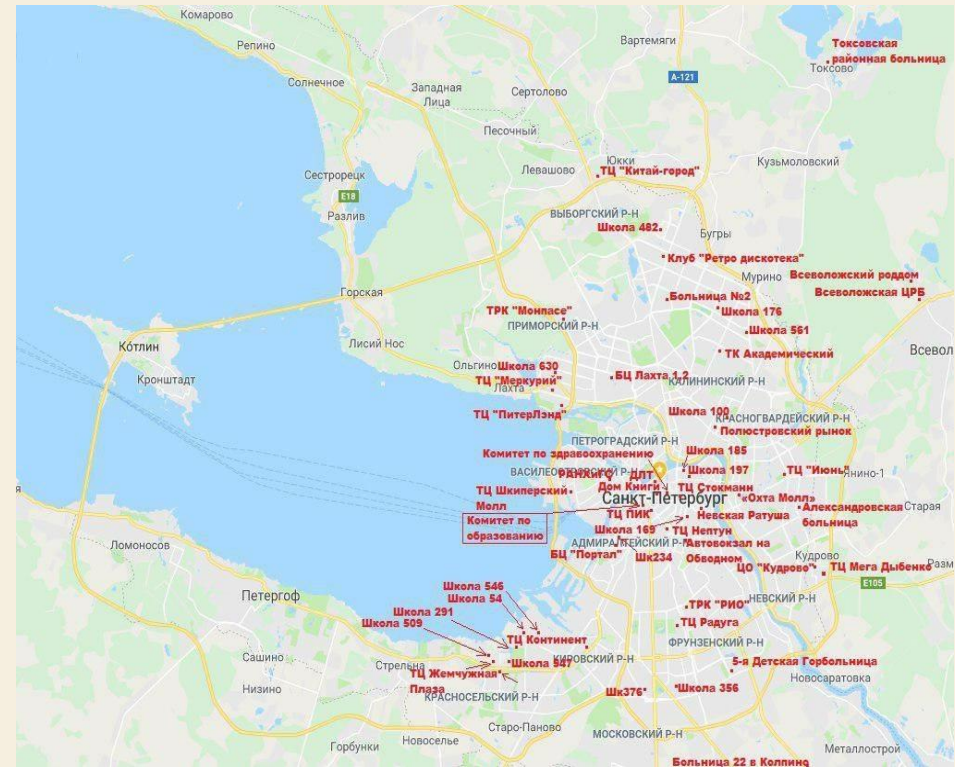 Комарово
Репино
Солнечное
Вартемяги
Токсовская
районная больница
Токсово
А-121
Западная
Лица
Сертолово
Песочный
Левашово
Юкки
Кузьмоловский
ТЦ "Китай-город"
Сестрорецк
E18
Разлив
ВЫБОРГСКИЙ Р-Н
Школа 482
Бугры
Клуб "Ретро дискотека"
Мурино
Всеволожский роддом
Горская
Больница №2
Всеволожская ЦРБ
ТРК "Монпасе"
Школа 176
ПРИМОРСКИЙ Р-Н
Школа 561
Лисий Нос
Котлин
ТК Академический
Всевол
Кронштадт
Ольгино
Школа 630
БЦ Лахта 1,2
ТЦ "Меркурий"
КАЛИНИНСКИЙ Р-Н
Лахта
ТЦ "ПитерЛэнд"
Школа 100
КРАСНОГВАРДЕЙСКИЙ Р-Н
Полюстровский рынок
ПЕТРОГРАДСКИЙ Р-Н
Комитет по здравоохранению
Школа 185
ВАСИЛЕОСТРОВСКИЙ Р-Н
Школа 197
ТЦ "Июнь"
Янино-1
РАНХиГС
ДЛТ
Дом Книги
ТЦ Стокманн
ТЦ Шкиперский
Молл
Санкт-Петербург
«Охта Молл»
Александровская
больница
Старая
ТЦ ПИК
Невская Ратуша
Комитет по
образованию
Школа 169
ТЦ Нептун
АДМИРАЛТЕЙСКИЙ Р-Н
Автовокзал на
Обводном
БЦ "Портал"
Шк234
Ломоносов
Кудрово
ЦО "Кудрово"
ТЦ Мега Дыбенко
Разм
E105
Петергоф
Школа 546
Школа 54
НЕВСКИЙ Р-Н
Школа 291
ТРК "РИО"
Школа 509
ТЦ Радуга
ТЦ Континент
ФРУНЗЕНСКИЙ Р-Н
Сашино
Стрельна
Школа 547
КИРОВСКИЙ Р-Н
5-я Детская Горбольница
ТЦ Жемчужная
Плаза
Новосаратовка
Низино
КРАСНОСЕЛЬСКИЙ Р-Н
Шк376
Школа 356
Старо-Паново
Горбунки
Новоселье
МОСКОВСКИЙ Р-Н
Металлострой
Больница 22 в Колпино